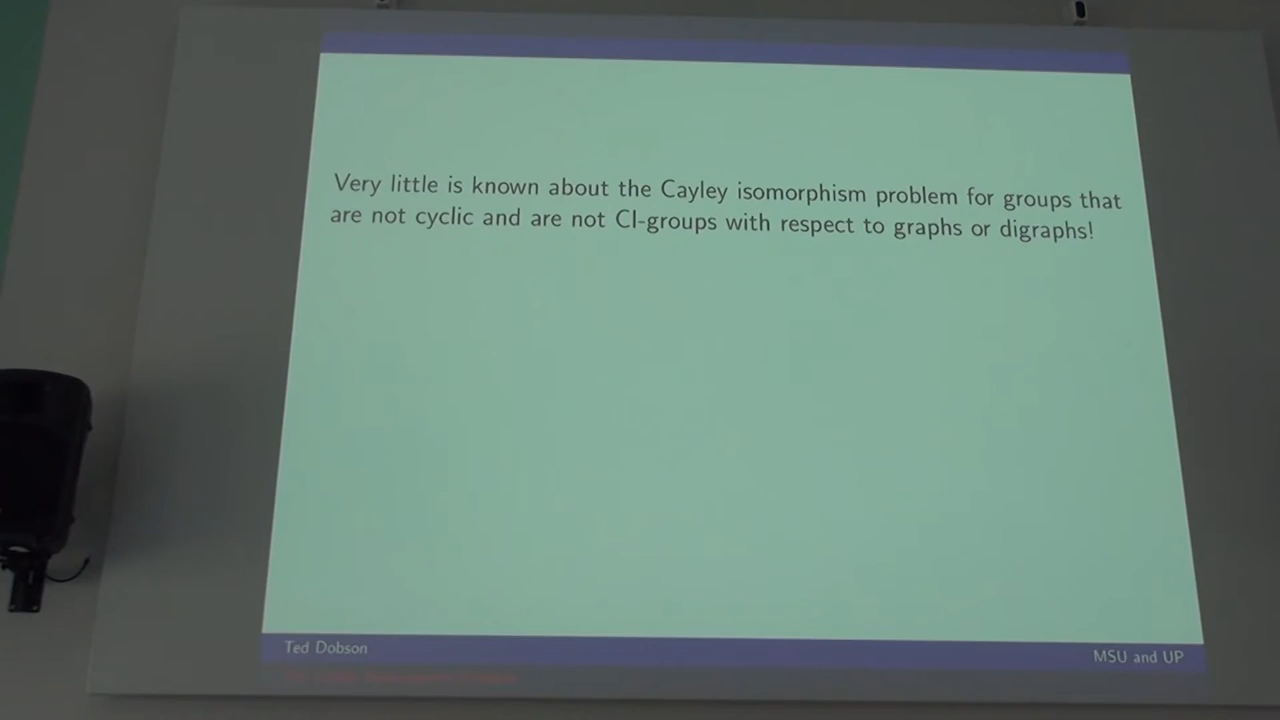 Very little is known about the Cayley isomorphism problem for groups that
are not cyclic and are not CI-groups with respect to graphs or digraphs!
Ted Dobson
MSU and UP